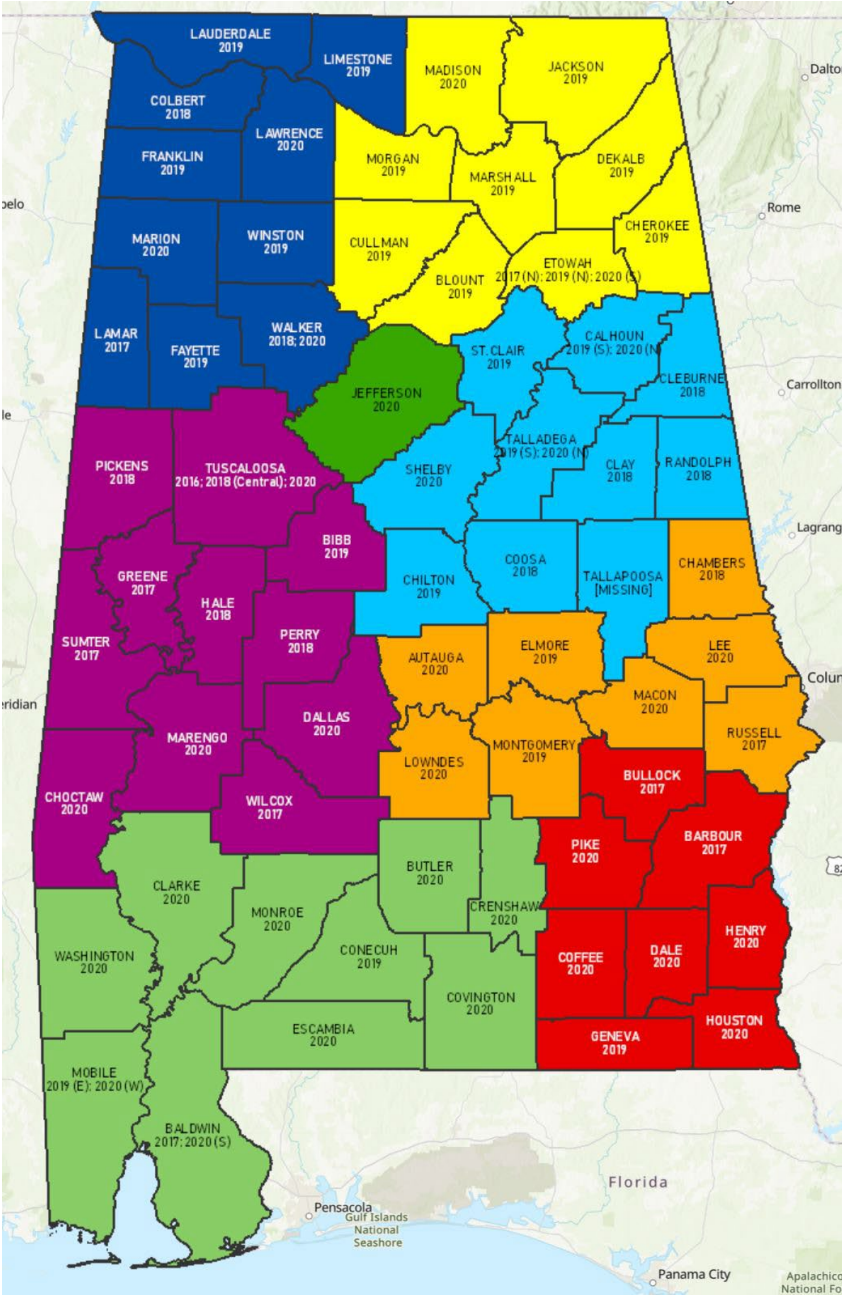 LAUDERDALE
2019
LIMESTONE
2019
MADISON
2020
JACKSON
2019
Dalto
COLBERT
2018
LAWRENCE
2020
FRANKLIN
2019
MORGAN
2019
MARSHALL
2019
DEKALB
2019
pelo
Rome
MARION
2020
WINSTON
2019
CULLMAN
2019
CHEROKEE
2019
BLOUNT
2019
ETOWAH
2017 (N); 2019 (N); 2020 (S)
LAMAR
2017
FAYETTE
2019
WALKER
2018; 2020
ST. CLAIR
2019
CALHOUN
2019 (S); 2020 (N)
CLEBURNE
2018
Carrollton
JEFFERSON
2020
le
PICKENS
2018
TUSCALOOSA
2016; 2018 (Central); 2020
SHELBY
2020
TALLADEGA
2019 (S); 2020 (N)
CLAY
2018
RANDOLPH
2018
Lagrang
BIBB
2019
GREENE
2017
HALE
2018
CHILTON
2019
COOSA
2018
TALLAPOOSA
[MISSING]
CHAMBERS
2018
SUMTER
2017
PERRY
2018
AUTAUGA
2020
ELMORE
2019
LEE
2020
Colum
eridian
MARENGO
2020
DALLAS
2020
MACON
2020
RUSSELL
2017
LOWNDES
2020
MONTGOMERY
2019
BULLOCK
2017
CHOCTAW
2020
WILCOX
2017
PIKE
2020
BARBOUR
2017
82
CLARKE
2020
BUTLER
2020
MONROE
2020
CRENSHAW
2020
HENRY
2020
WASHINGTON
2020
CONECUH
2019
COFFEE
2020
DALE
2020
COVINGTON
2020
ESCAMBIA
2020
GENEVA
2019
HOUSTON
2020
MOBILE
2019 (E); 2020 (W)
BALDWIN
2017; 2020 (S)
Florida
Pensacola
Gulf Islands
National
Seashore
Panama City
Apalachico
National Fo